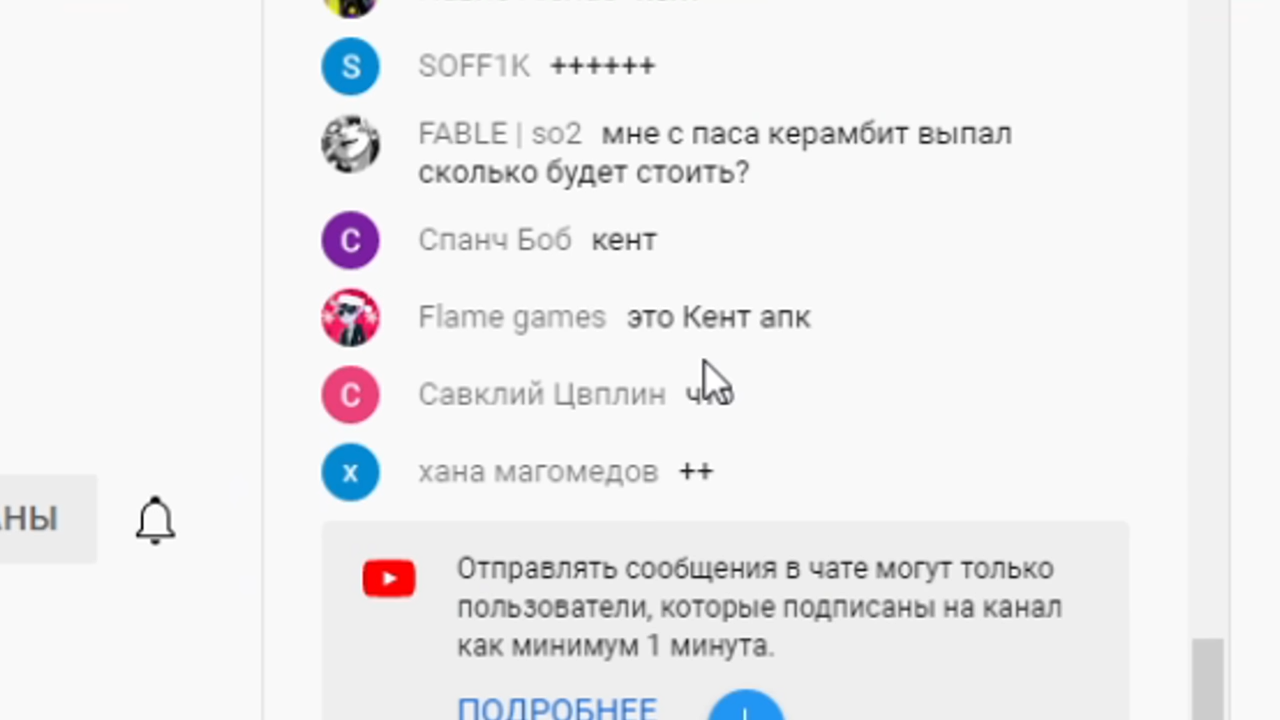 S SOFF1K ++++++
FABLE | so2 мне с паса керамбит выпал
сколько будет стоить?
С Спанч Боб кент
Flame games это Кент апк
С Савклий Цвплин
х хана магомедов ++
АНЫ
Отправлять сообщения в чате могут только
пользователи, которые подписаны на канал
как минимум 1 минута.
ПОДРОБНЕЕ